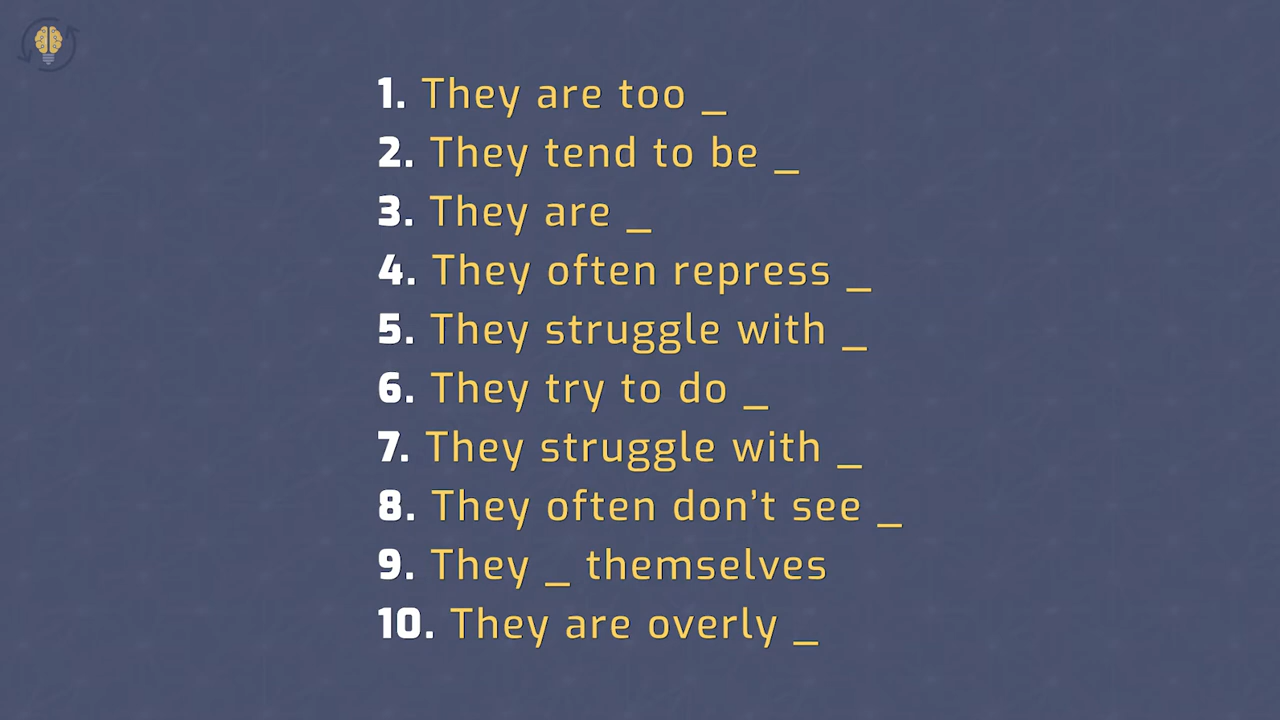 1. They are too _
2. They tend to be _
3. They are _
4. They often repress _
5. They struggle with _
6. They try to do _
7. They struggle with _
8. They often don't see _
9. They _ themselves
10. They are overly _